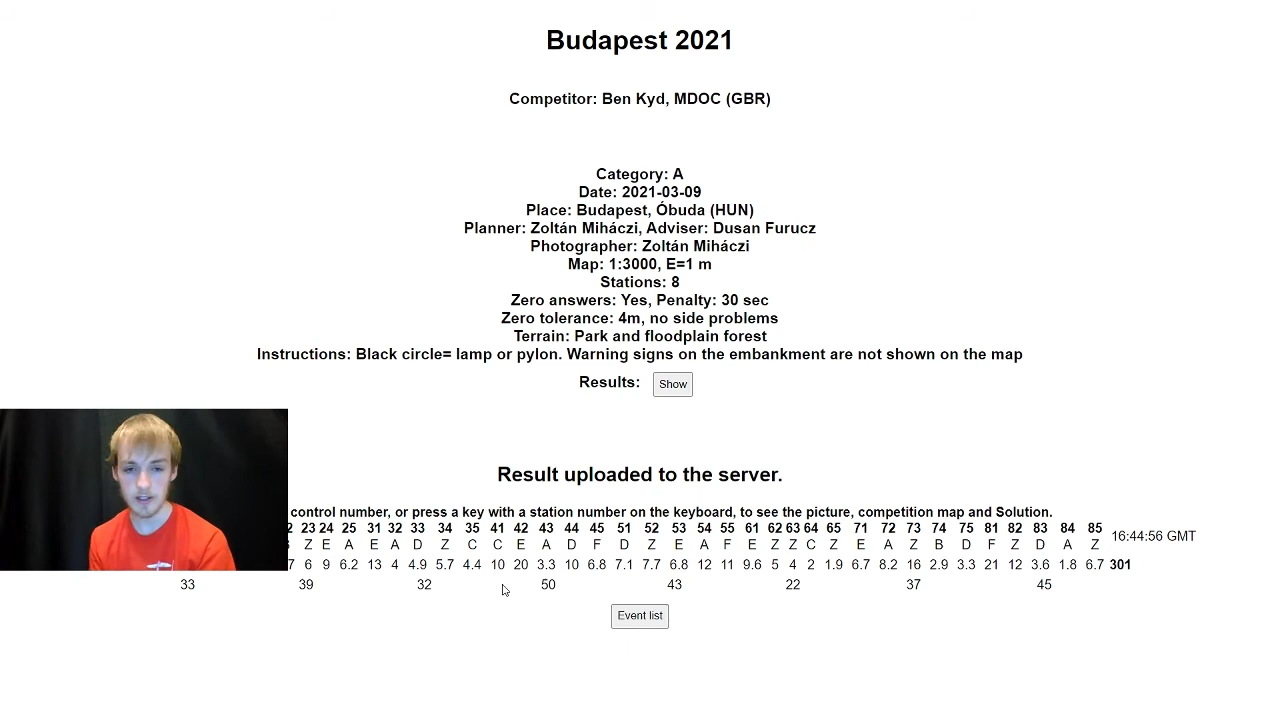 Budapest 2021
Competitor: Ben Kyd, MDOC (GBR)
Category: A
Date: 2021-03-09
Place: Budapest, Óbuda (HUN)
Planner: Zoltán Miháczi, Adviser: Dusan Furucz
Photographer: Zoltán Miháczi
Map: 1:3000, E=1 m
Stations: 8
Zero answers: Yes, Penalty: 30 sec
Zero tolerance: 4m, no side problems
Terrain: Park and floodplain forest
Instructions: Black circle= lamp or pylon. Warning signs on the embankment are not shown on the map
Results: Show
Result uploaded to the server.
control number, or press a key with a station number on the keyboard, to see the picture, competition map and Solution.
23 24 25 31 32 33 34 35 41 42 43 44 45 51 52 53 54 55 61 62 63 64 65 71 72 73 74 75 81 82 83 84 85
16:44:56 GMT
Z E A E A D Z C C E A D F D Z E A F E Z Z C Z E A Z B D F Z D A Z
6 9 6.2 13 4 4.9 5.7 4.4 10 20 3.3 10 6.8 7.1 7.7 6.8 12 11 9.6 5 4 2 1.9 6.7 8.2 16 2.9 3.3 21 12 3.6 1.8 6.7 301
33 39 32 50 43 22 37 45
Event list